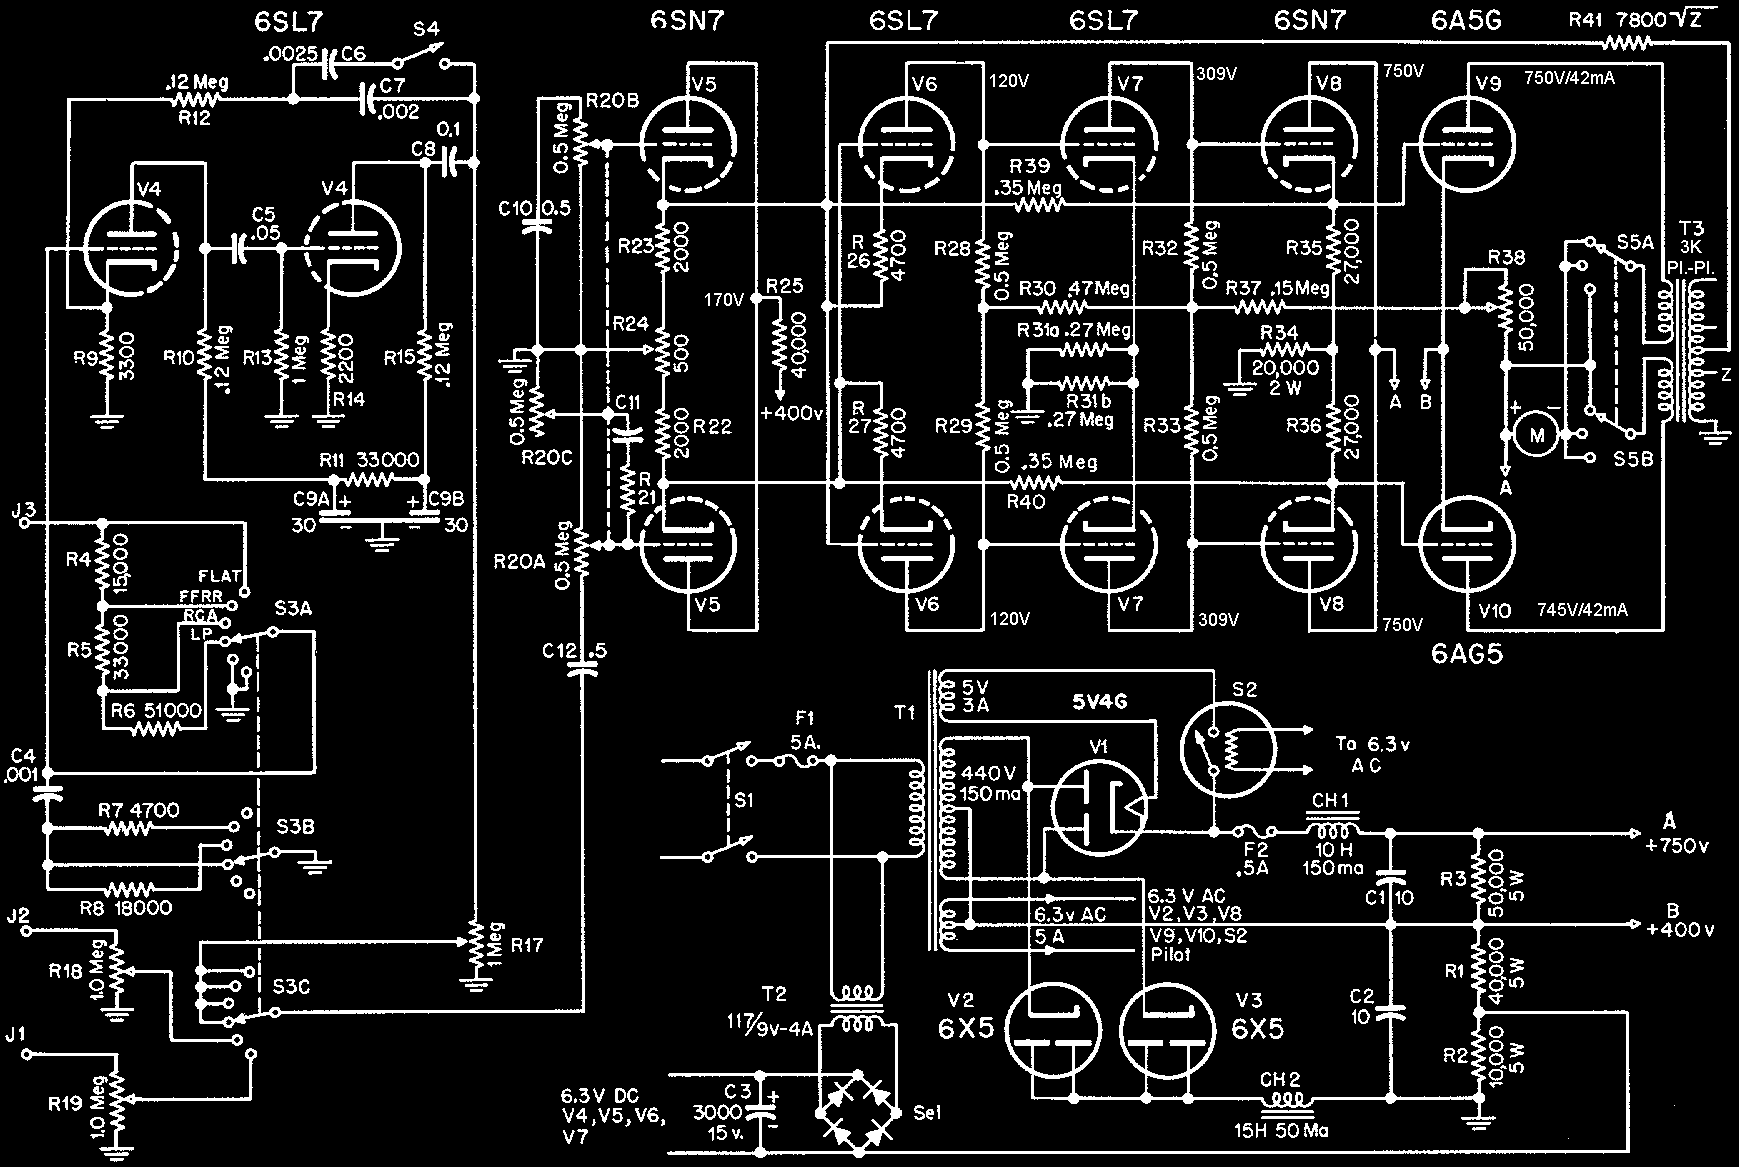 6SL7
6SN7
6SL7
6SL7
6SN7
6A5G
R41 7800√Z
S4
.0025 C6
.12 Meg
R12
C7
.002
0.1
C8
V4
V4
C5
.05
R9
3300
R10
.12 Meg
R13
1 Meg
2200
R14
R15
.12 Meg
R11 33000
C9A
+
30
-
+
C9B
30
-
J3
R4
15,000
FLAT
FFRR
RCA
LP
S3A
R5
33000
R6 51000
C4
.001
R7 4700
S3B
R8 18000
J2
R18
1.0 Meg
R17
1 Meg
S3C
J1
R19
1.0 Meg
R20B
0.5 Meg
C10 0.5
V5
R23
2000
R24
500
R22
2000
170V
R25
40,000
+400v
0.5 Meg
R20C
C11
R
21
R20A
0.5 Meg
V5
C12 .5
V6
120V
V7
309V
V8
750V
V9
750V/42mA
R39
.35 Meg
R
26
4700
R28
0.5 Meg
R32
0.5 Meg
R35
27,000
R30 .47 Meg
R37 .15 Meg
R31a .27 Meg
R34
20,000
2 W
R31b
.27 Meg
R
27
4700
R29
0.5 Meg
R33
0.5 Meg
R36
27,000
.35 Meg
R40
A
B
R38
50,000
S5A
T3
3K
Pl.-Pl.
Z
+
M
-
A
S5B
V6
120V
V7
309V
V8
750V
V10
745V/42mA
6AG5
T1
5V
3A
5V4G
S2
F1
5A.
S1
440V
150ma
V1
To 6.3v
AC
CH1
10 H
150ma
F2
.5A
A
+750v
R3
50,000
5 W
C1 10
6.3v AC
5 A
6.3 V AC
V2, V3, V8
V9, V10, S2
Pilot
B
+400v
R1
40,000
5 W
C2
10
T2
117/9v-4A
V2
6X5
V3
6X5
R2
10,000
5 W
CH2
15H 50 Ma
6.3V DC
V4, V5, V6,
V7
C3
3000
15v.
+
-
Sel